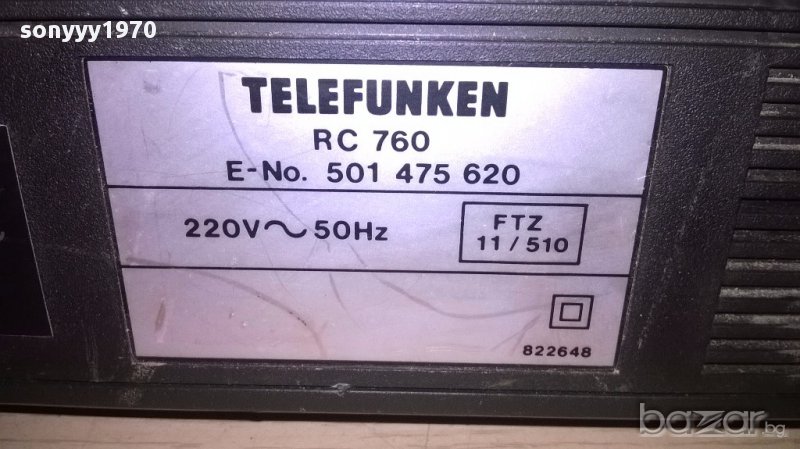 sonyyy1970
TELEFUNKEN
RC 760
E-No. 501 475 620
220V～50Hz
FTZ
11/510
822648
bazar.bg